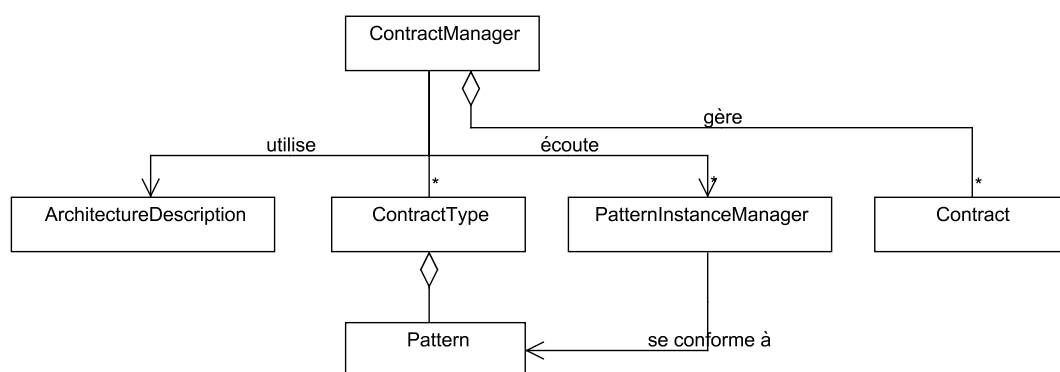 ContractManager
gère
utilise
écoute
*
*
*
ArchitectureDescription
ContractType
PatternInstanceManager
Contract
Pattern
se conforme à